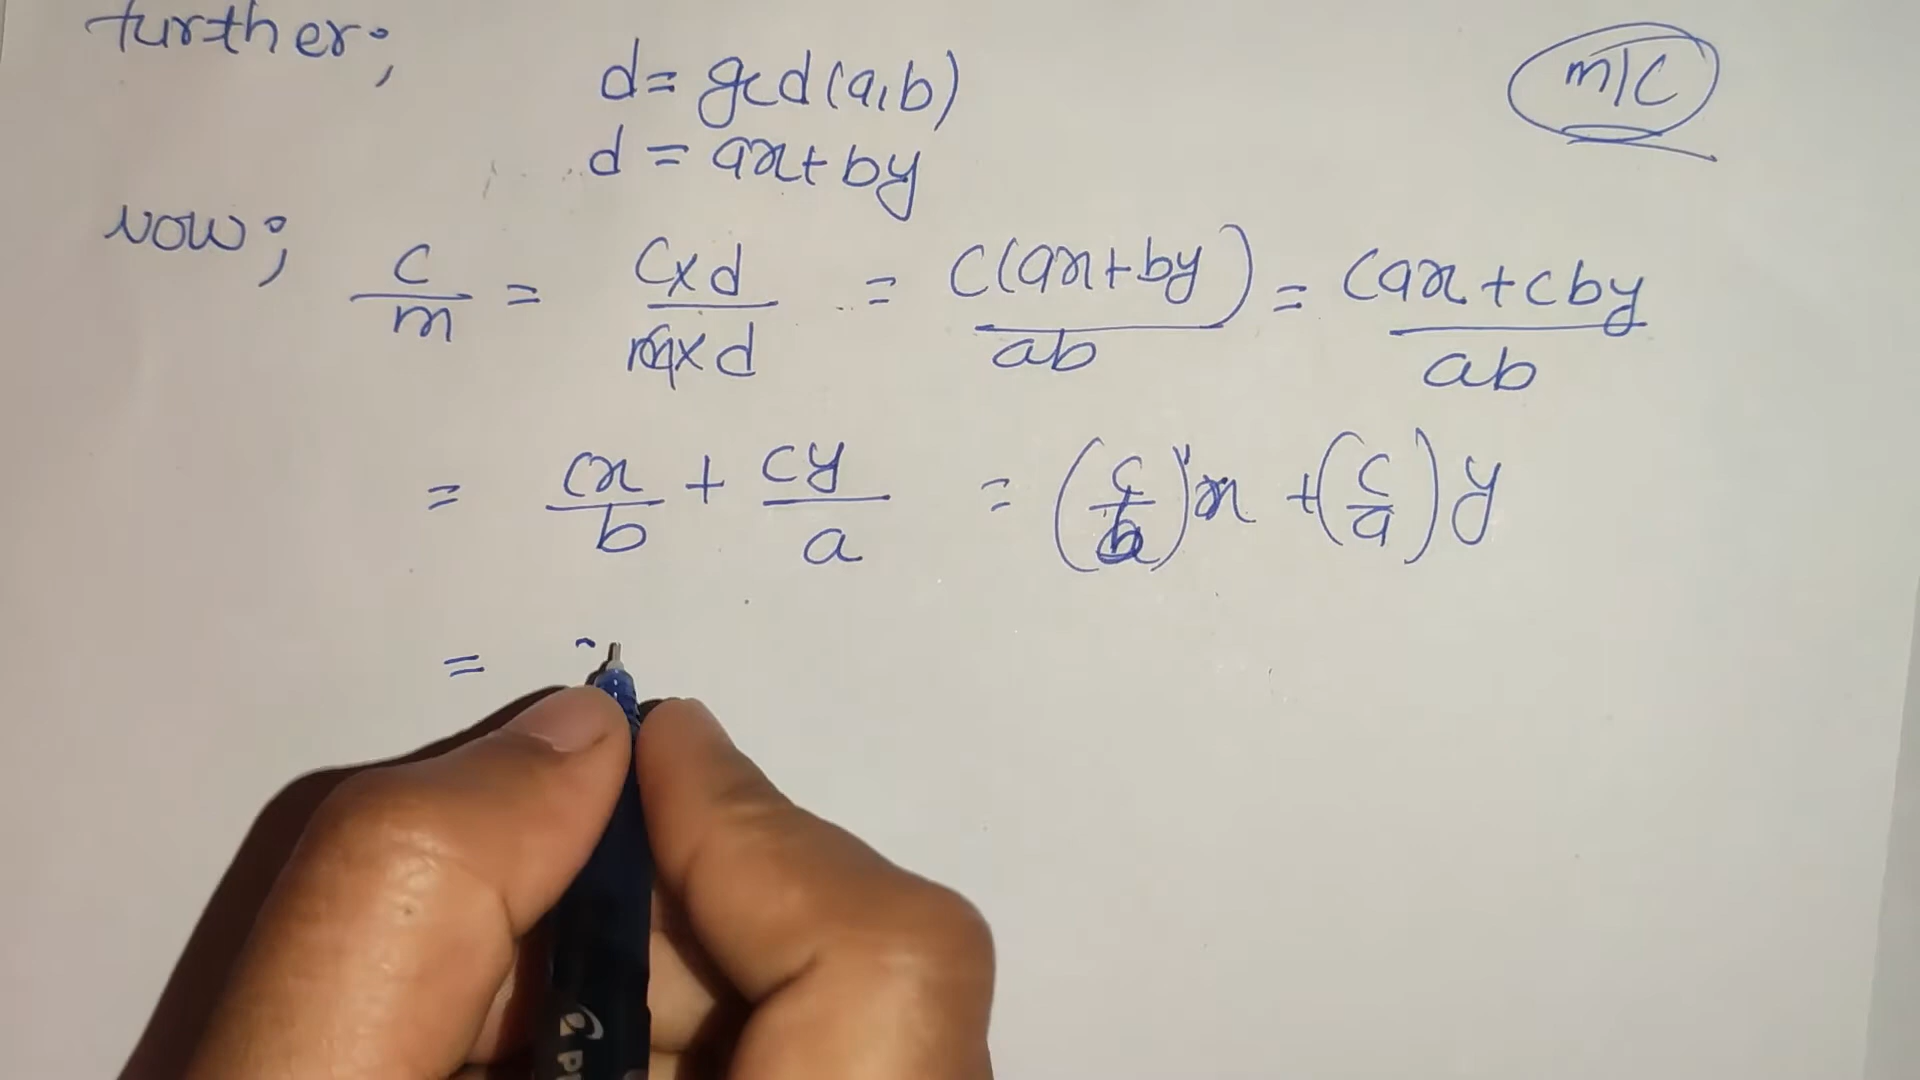 further;
d = gcd(a,b)
m|c
d = ax+by
Now;
c/m = c×d/m×d = c(ax+by)/ab = cax+cby/ab
= cx/b + cy/a = (c/b)x + (c/a)y
=